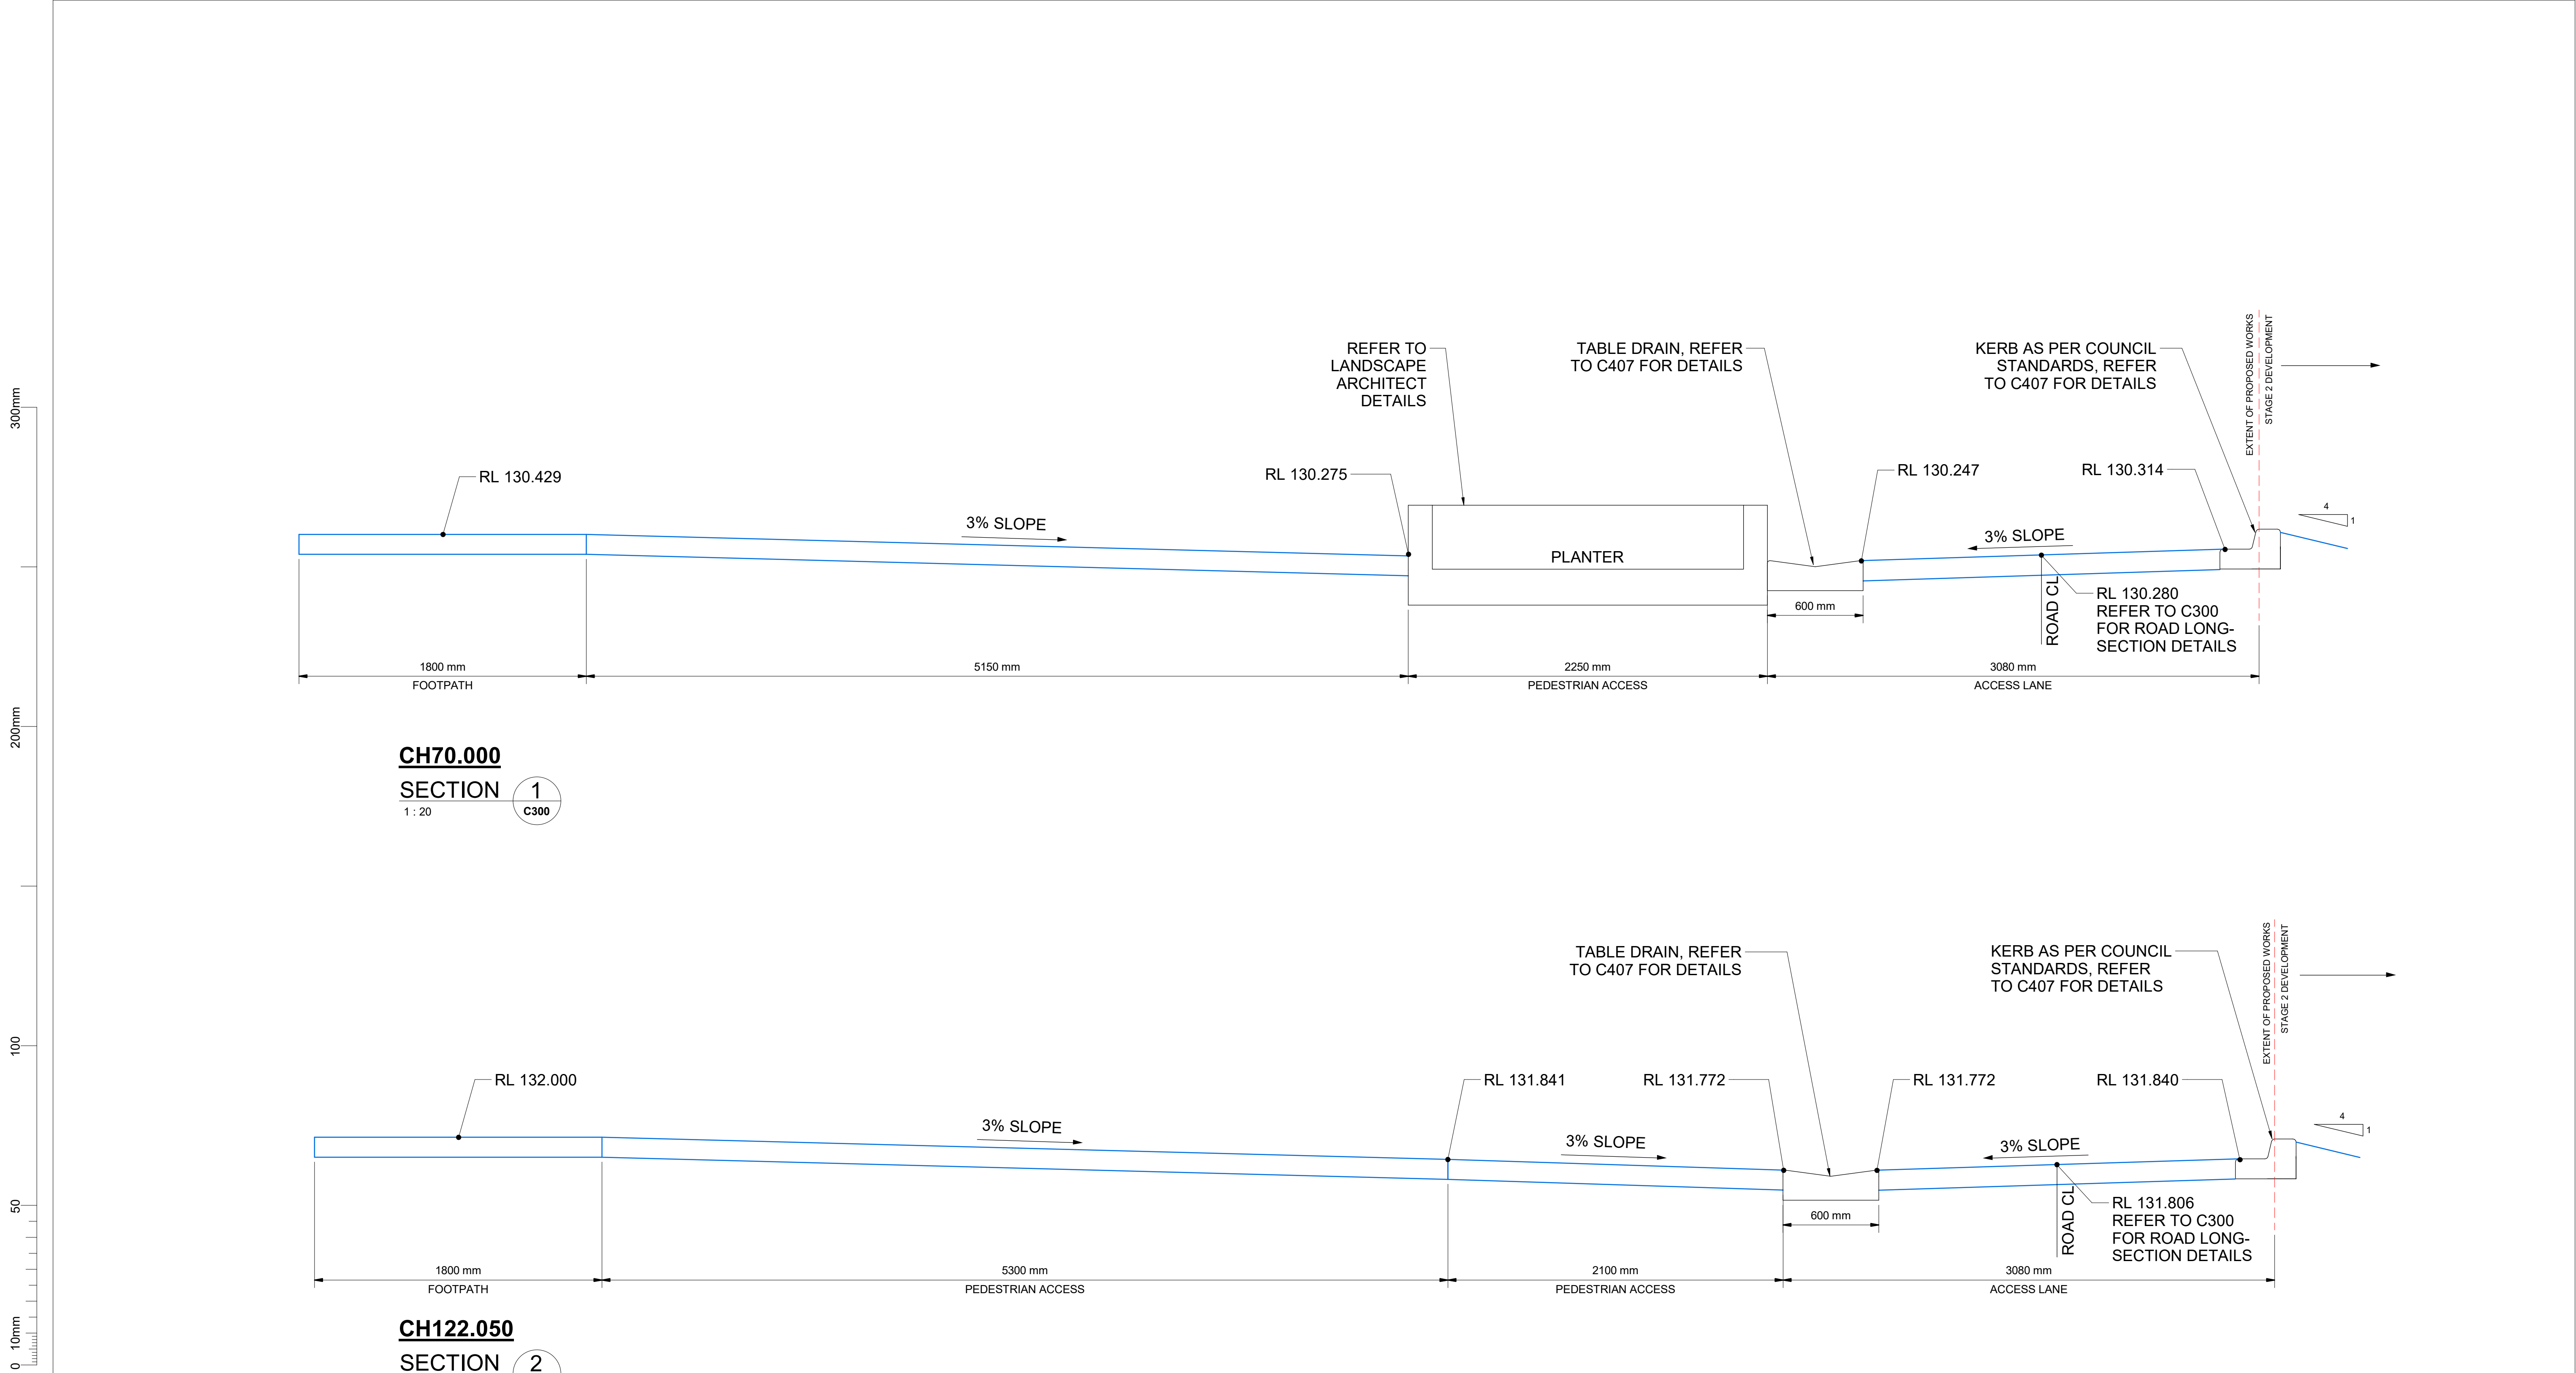 300mm
200mm
100
50
10mm
0
REFER TO
LANDSCAPE
ARCHITECT
DETAILS
TABLE DRAIN, REFER
TO C407 FOR DETAILS
KERB AS PER COUNCIL
STANDARDS, REFER
TO C407 FOR DETAILS
EXTENT OF PROPOSED WORKS
STAGE 2 DEVELOPMENT
RL 130.429
RL 130.275
RL 130.247
RL 130.314
3% SLOPE
PLANTER
3% SLOPE
4
1
600 mm
ROAD CL
RL 130.280
REFER TO C300
FOR ROAD LONG-
SECTION DETAILS
1800 mm
FOOTPATH
5150 mm
2250 mm
PEDESTRIAN ACCESS
3080 mm
ACCESS LANE
CH70.000
SECTION
1
1 : 20
C300
TABLE DRAIN, REFER
TO C407 FOR DETAILS
KERB AS PER COUNCIL
STANDARDS, REFER
TO C407 FOR DETAILS
EXTENT OF PROPOSED WORKS
STAGE 2 DEVELOPMENT
RL 132.000
RL 131.841
RL 131.772
RL 131.772
RL 131.840
3% SLOPE
3% SLOPE
3% SLOPE
4
1
600 mm
ROAD CL
RL 131.806
REFER TO C300
FOR ROAD LONG-
SECTION DETAILS
1800 mm
FOOTPATH
5300 mm
PEDESTRIAN ACCESS
2100 mm
PEDESTRIAN ACCESS
3080 mm
ACCESS LANE
CH122.050
SECTION
2